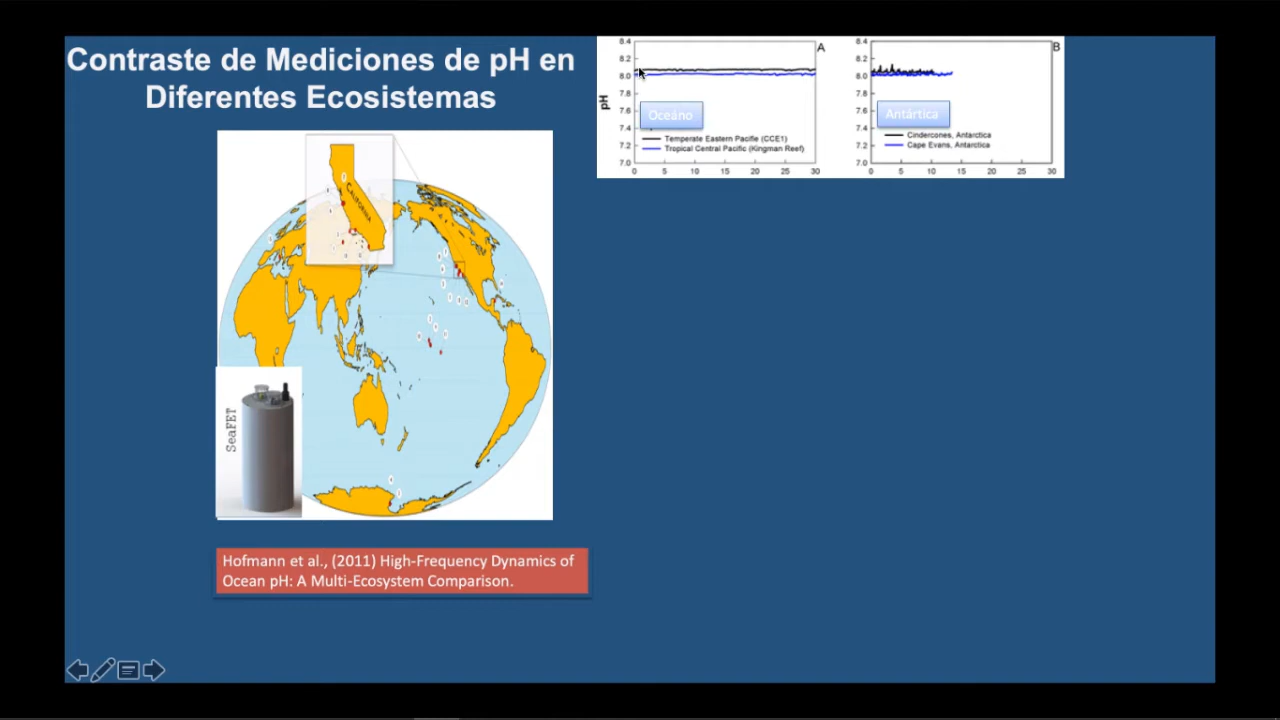 Contraste de Mediciones de pH en
Diferentes Ecosistemas
CALIFORNIA
SeaFET
Hofmann et al., (2011) High-Frequency Dynamics of
Ocean pH: A Multi-Ecosystem Comparison.
A
8.4
8.2
8.0
7.8
7.6
7.4
7.2
7.0
pH
Oceáno
Temperate Eastern Pacific (CCE1)
Tropical Central Pacific (Kingman Reef)
0 5 10 15 20 25 30
B
8.4
8.2
8.0
7.8
7.6
7.4
7.2
7.0
Antártica
Cindercones, Antarctica
Cape Evans, Antarctica
0 5 10 15 20 25 30